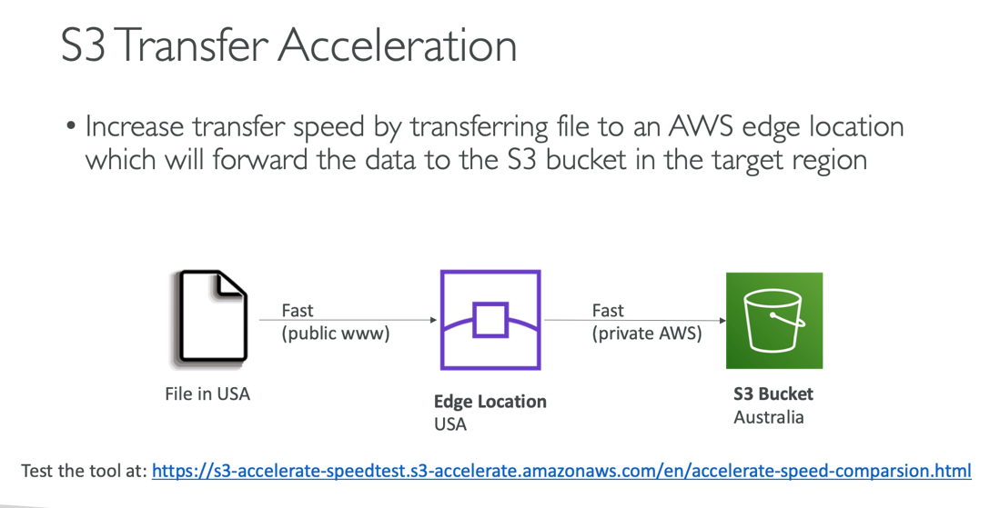 S3 Transfer Acceleration
• Increase transfer speed by transferring file to an AWS edge location
which will forward the data to the S3 bucket in the target region
Fast
(public www)
Fast
(private AWS)
File in USA
Edge Location
USA
S3 Bucket
Australia
Test the tool at: https://s3-accelerate-speedtest.s3-accelerate.amazonaws.com/en/accelerate-speed-comparsion.html